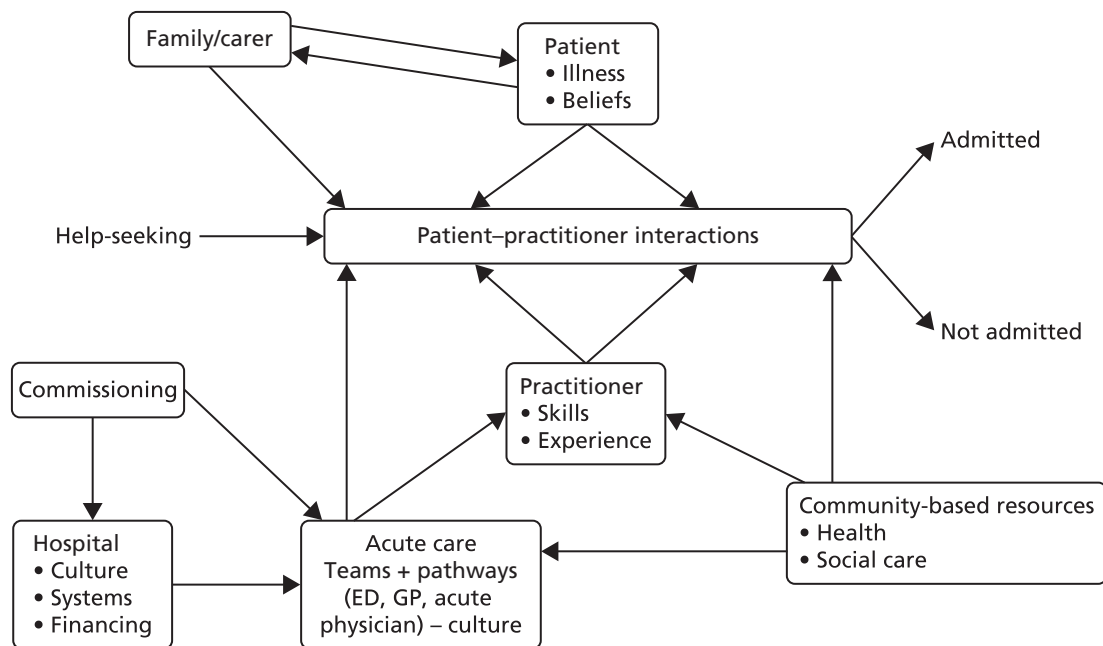 Family/carer
Patient
• Illness
• Beliefs
Admitted
Help-seeking
Patient–practitioner interactions
Not admitted
Commissioning
Practitioner
• Skills
• Experience
Community-based resources
• Health
• Social care
Hospital
• Culture
• Systems
• Financing
Acute care
Teams + pathways
(ED, GP, acute
physician) – culture